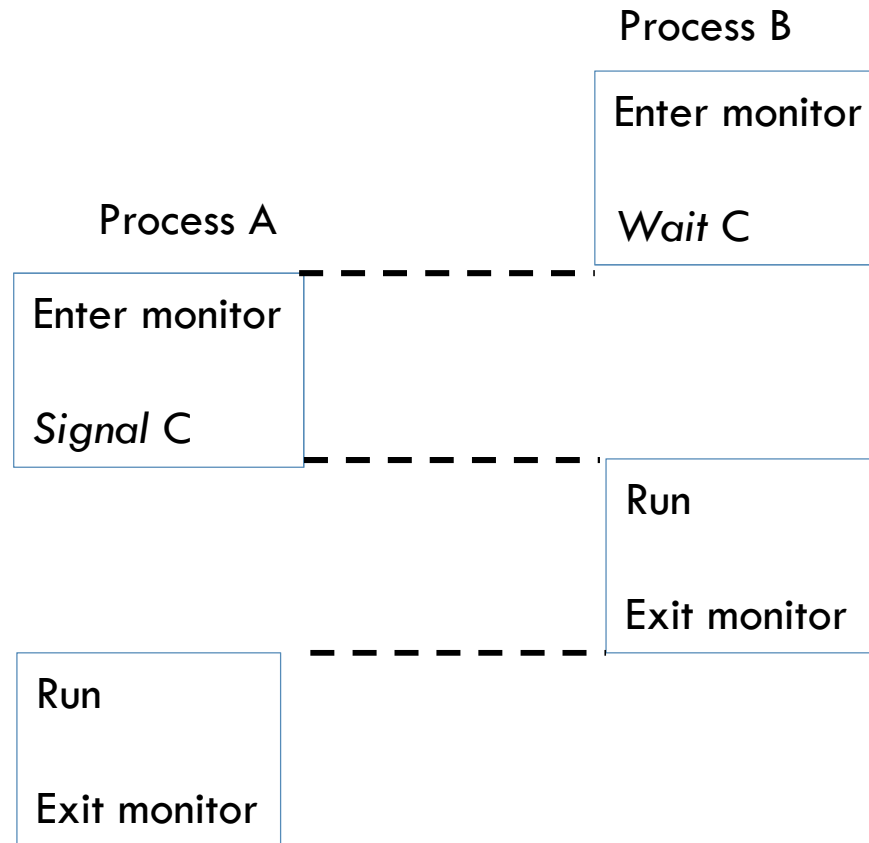 Process B
Enter monitor
Wait C
Process A
Enter monitor
Signal C
Run
Exit monitor
Run
Exit monitor